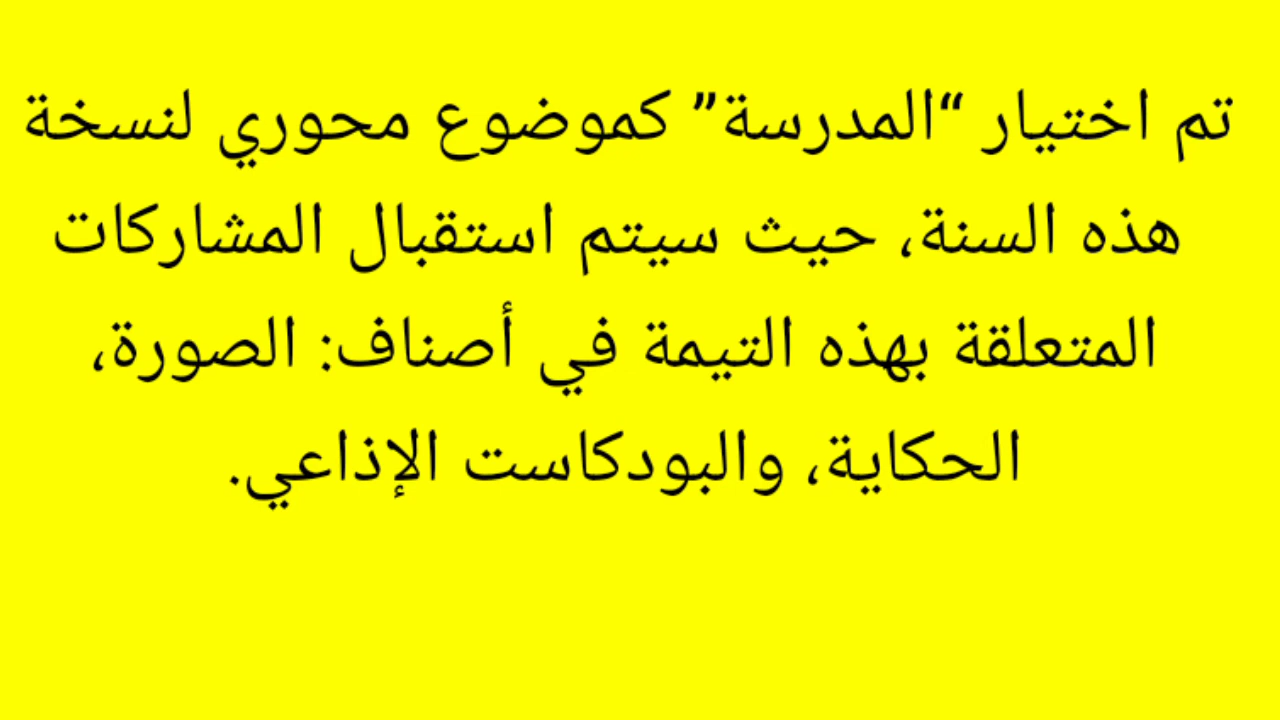 تم اختيار “المدرسة” كموضوع محوري لنسخة
هذه السنة، حيث سيتم استقبال المشاركات
المتعلقة بهذه التيمة في أصناف: الصورة،
الحكاية، والبودكاست الإذاعي.